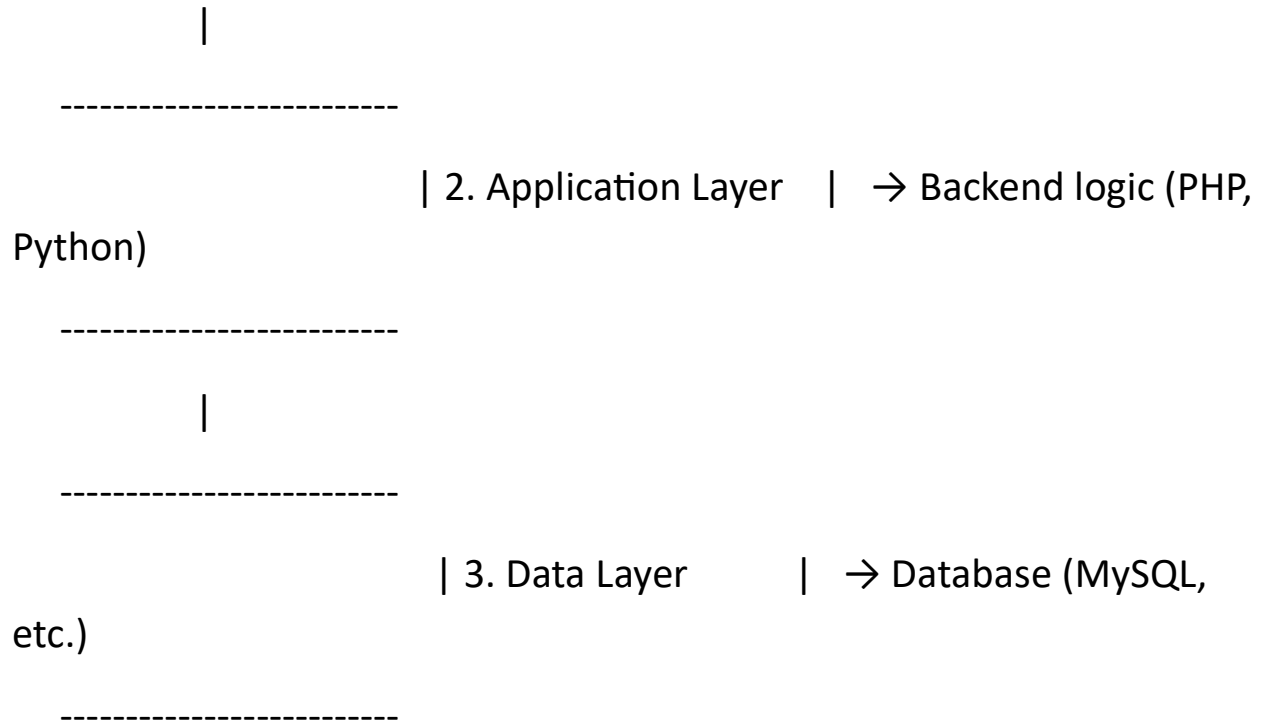 |
--------------------------
| 2. Application Layer | → Backend logic (PHP,
Python)
--------------------------
|
--------------------------
| 3. Data Layer | → Database (MySQL,
etc.)
--------------------------